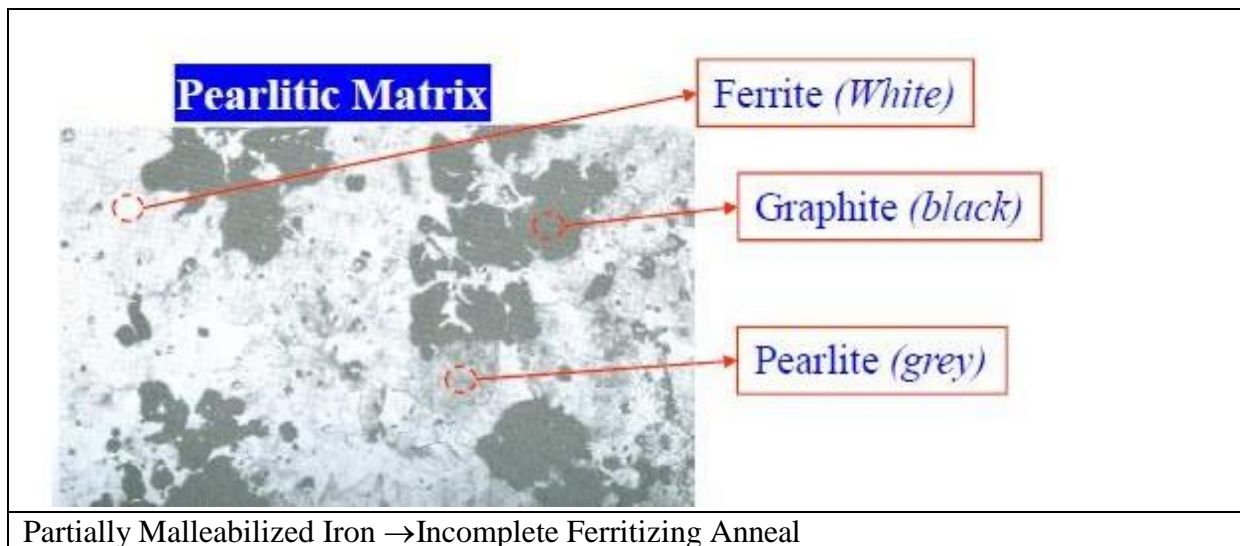 Pearlitic Matrix
Ferrite (White)
Graphite (black)
Pearlite (grey)
Partially Malleabilized Iron →Incomplete Ferritizing Anneal